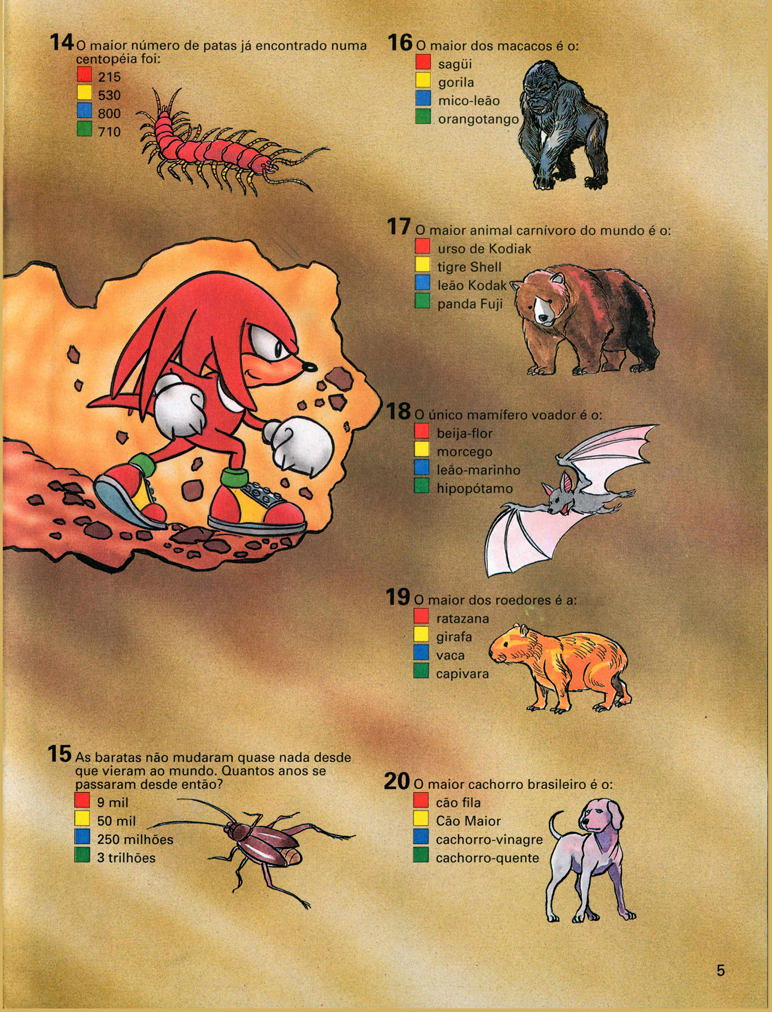 14 O maior número de patas já encontrado numa
centopéia foi:
215
530
800
710
15 As baratas não mudaram quase nada desde
que vieram ao mundo. Quantos anos se
passaram desde então?
9 mil
50 mil
250 milhões
3 trilhões
16 O maior dos macacos é o:
sagüi
gorila
mico-leão
orangotango
17 O maior animal carnívoro do mundo é o:
urso de Kodiak
tigre Shell
leão Kodak
panda Fuji
18 O único mamífero voador é o:
beija-flor
morcego
leão-marinho
hipopótamo
19 O maior dos roedores é a:
ratazana
girafa
vaca
capivara
20 O maior cachorro brasileiro é o:
cão fila
Cão Maior
cachorro-vinagre
cachorro-quente
5